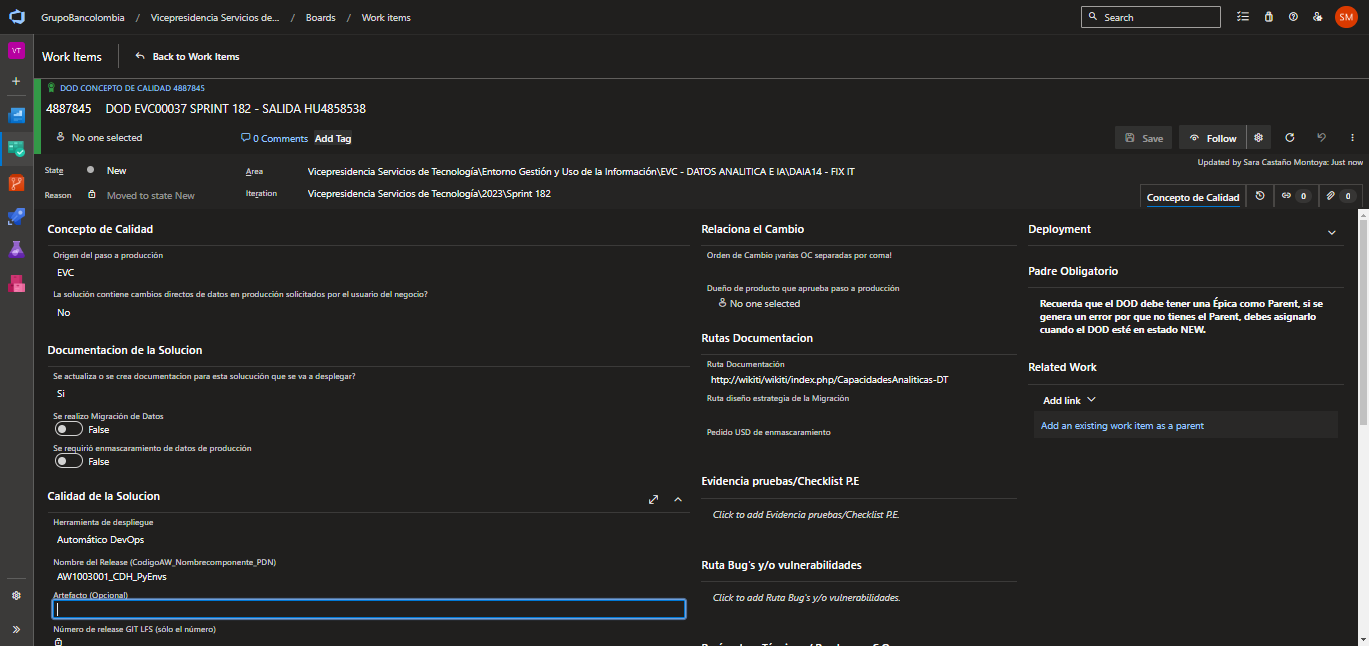 GrupoBancolombia / Vicepresidencia Servicios de... / Boards / Work items
Search
SM
VT
Work Items
Back to Work Items
DOD CONCEPTO DE CALIDAD 4887845
4887845 DOD EVC00037 SPRINT 182 - SALIDA HU4858538
No one selected
0 Comments
Add Tag
Save
Follow
Updated by Sara Castaño Montoya: Just now
State New
Area Vicepresidencia Servicios de Tecnología\Entorno Gestión y Uso de la Información\EVC - DATOS ANALITICA E IA\DAIA14 - FIX IT
Reason Moved to state New
Iteration Vicepresidencia Servicios de Tecnología\2023\Sprint 182
Concepto de Calidad
0
0
Concepto de Calidad
Origen del paso a producción
EVC
La solución contiene cambios directos de datos en producción solicitados por el usuario del negocio?
No
Documentacion de la Solucion
Se actualiza o se crea documentacion para esta solucución que se va a desplegar?
Si
Se realizo Migración de Datos
False
Se requirió enmascaramiento de datos de producción
False
Calidad de la Solucion
Herramienta de despliegue
Automático DevOps
Nombre del Release (CodigoAW_Nombrecomponente_PDN)
AW1003001_CDH_PyEnvs
Artefacto (Opcional)
Número de release GIT LFS (sólo el número)
Relaciona el Cambio
Orden de Cambio ¡varias OC separadas por coma!
Dueño de producto que aprueba paso a producción
No one selected
Rutas Documentacion
Ruta Documentación
http://wikiti/wikiti/index.php/CapacidadesAnaliticas-DT
Ruta diseño estrategia de la Migración
Pedido USD de enmascaramiento
Evidencia pruebas/Checklist P.E
Click to add Evidencia pruebas/Checklist P.E.
Ruta Bug's y/o vulnerabilidades
Click to add Ruta Bug's y/o vulnerabilidades.
Deployment
Padre Obligatorio
Recuerda que el DOD debe tener una Épica como Parent, si se
genera un error por que no tienes el Parent, debes asignarlo
cuando el DOD esté en estado NEW.
Related Work
Add link
Add an existing work item as a parent